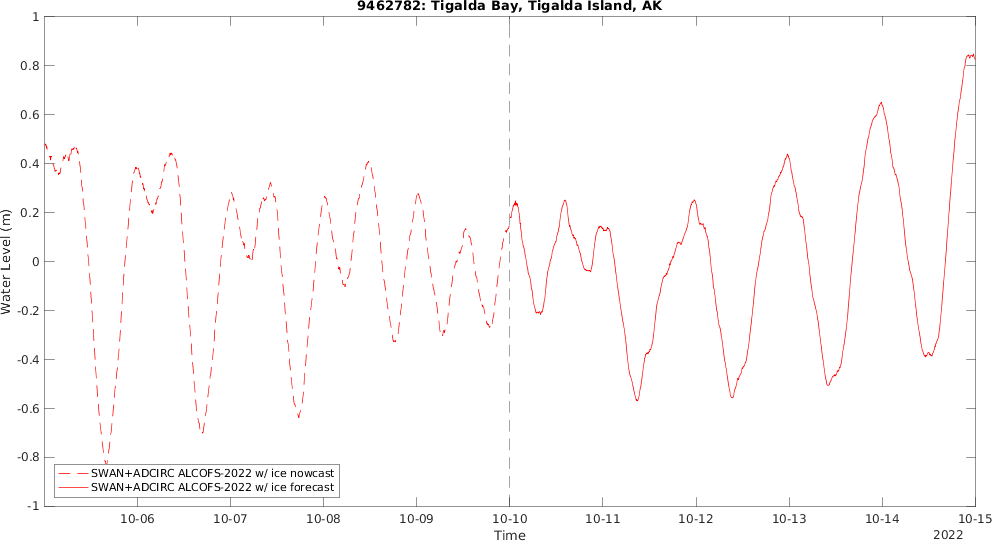 9462782: Tigalda Bay, Tigalda Island, AK
1
0.8
0.6
0.4
0.2
0
-0.2
-0.4
-0.6
-0.8
-1
Water Level (m)
SWAN+ADCIRC ALCOFS-2022 w/ ice nowcast
SWAN+ADCIRC ALCOFS-2022 w/ ice forecast
10-06 10-07 10-08 10-09 10-10 10-11 10-12 10-13 10-14 10-15
Time
2022